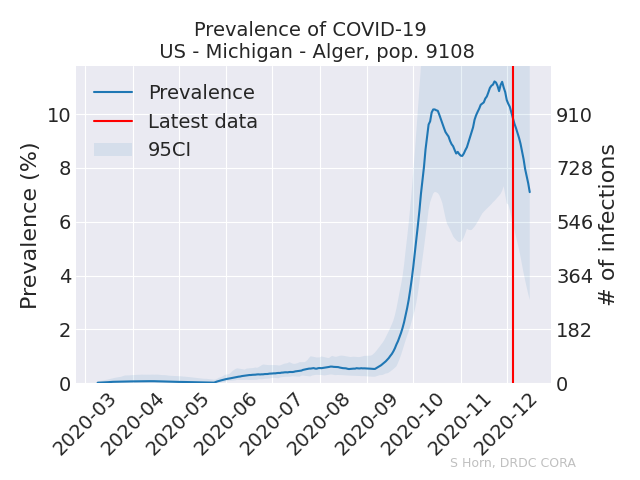 Prevalence of COVID-19
US - Michigan - Alger, pop. 9108
Prevalence
Latest data
95CI
Prevalence (%)
10
8
6
4
2
0
910
728
546
364
182
0
# of infections
2020-03
2020-04
2020-05
2020-06
2020-07
2020-08
2020-09
2020-10
2020-11
2020-12
S Horn, DRDC CORA